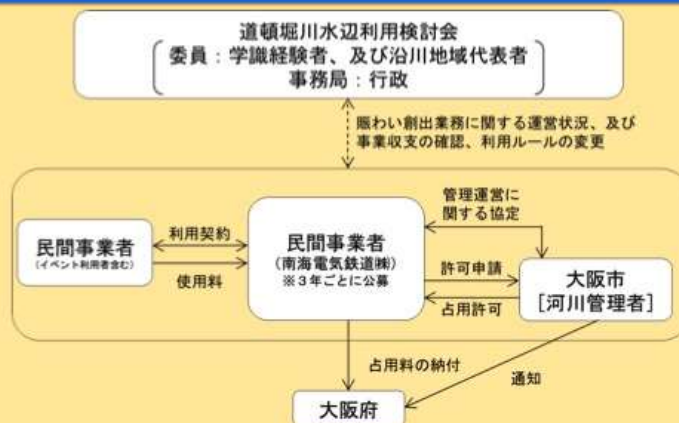 道頓堀川水辺利用検討会
委員：学識経験者、及び沿川地域代表者
事務局：行政
賑わい創出業務に関する運営状況、及び
事業収支の確認、利用ルールの変更
管理運営に
関する協定
民間事業者
(イベント利用者含む)
利用契約
使用料
民間事業者
(南海電気鉄道㈱)
※３年ごとに公募
許可申請
占用許可
大阪市
[河川管理者]
占用料の納付
通知
大阪府